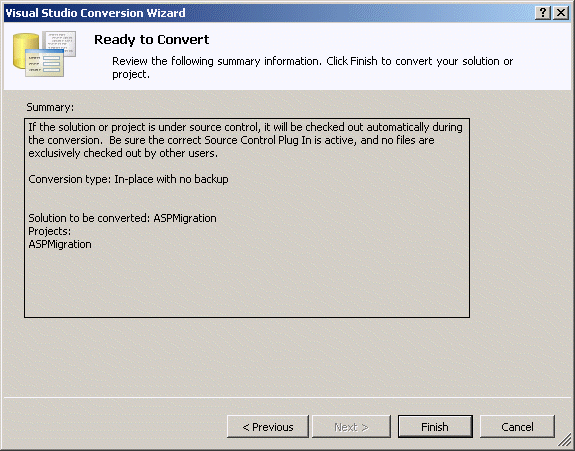 Visual Studio Conversion Wizard
Ready to Convert
Review the following summary information. Click Finish to convert your solution or
project.
Summary:
If the solution or project is under source control, it will be checked out automatically during
the conversion.  Be sure the correct Source Control Plug In is active, and no files are
exclusively checked out by other users.
Conversion type: In-place with no backup
Solution to be converted: ASPMigration
Projects:
ASPMigration
< Previous
Next >
Finish
Cancel